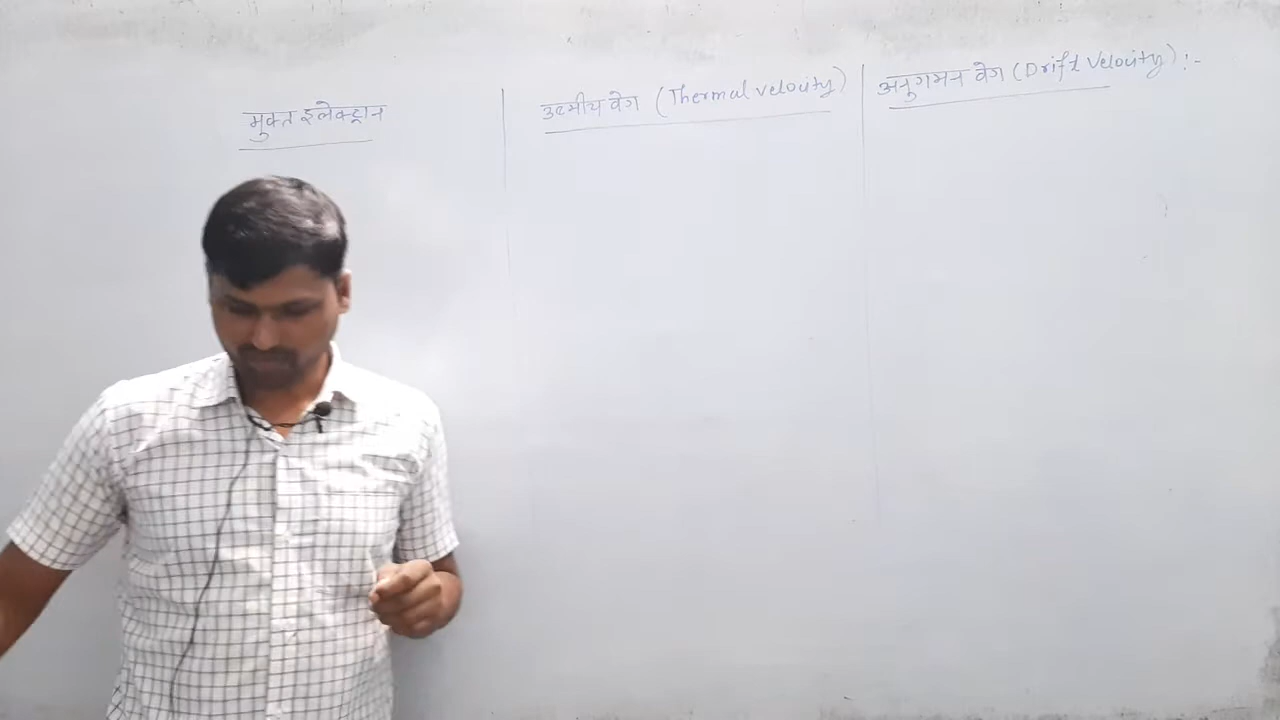 मुक्त इलेक्ट्रान
उष्मीय वेग (Thermal velocity)
अनुगमन वेग (Drift Velocity) :-